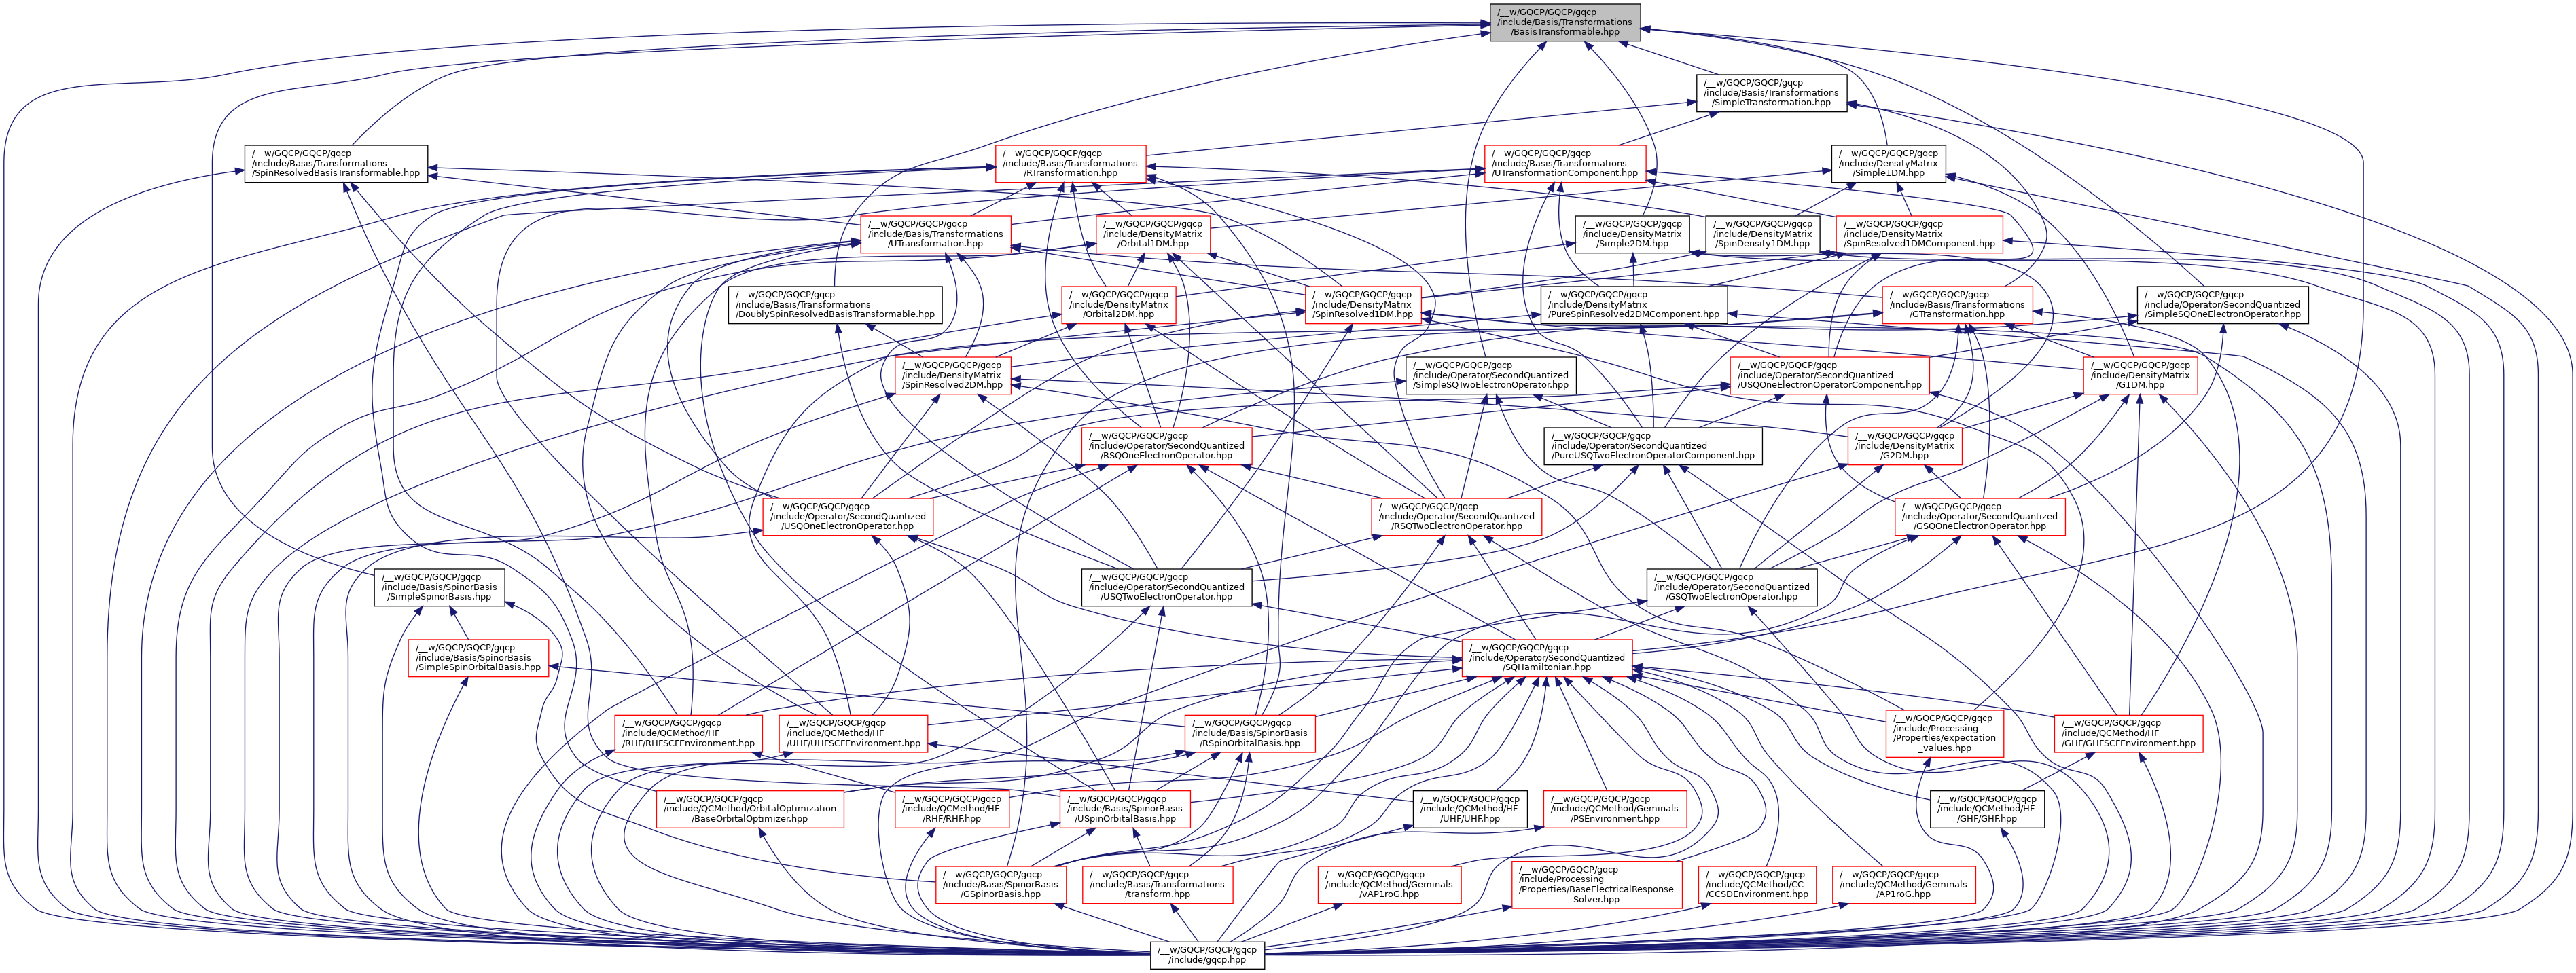 /__w/GQCP/GQCP/gqcp
/include/Basis/Transformations
/BasisTransformable.hpp
/__w/GQCP/GQCP/gqcp
/include/Basis/Transformations
/SimpleTransformation.hpp
/__w/GQCP/GQCP/gqcp
/include/Basis/Transformations
/SpinResolvedBasisTransformable.hpp
/__w/GQCP/GQCP/gqcp
/include/Basis/Transformations
/RTransformation.hpp
/__w/GQCP/GQCP/gqcp
/include/Basis/Transformations
/UTransformationComponent.hpp
/__w/GQCP/GQCP/gqcp
/include/DensityMatrix
/Simple1DM.hpp
/__w/GQCP/GQCP/gqcp
/include/Basis/Transformations
/UTransformation.hpp
/__w/GQCP/GQCP/gqcp
/include/DensityMatrix
/Orbital1DM.hpp
/__w/GQCP/GQCP/gqcp
/include/DensityMatrix
/Simple2DM.hpp
/__w/GQCP/GQCP/gqcp
/include/DensityMatrix
/SpinDensity1DM.hpp
/__w/GQCP/GQCP/gqcp
/include/DensityMatrix
/SpinResolved1DMComponent.hpp
/__w/GQCP/GQCP/gqcp
/include/Basis/Transformations
/DoublySpinResolvedBasisTransformable.hpp
/__w/GQCP/GQCP/gqcp
/include/DensityMatrix
/Orbital2DM.hpp
/__w/GQCP/GQCP/gqcp
/include/DensityMatrix
/SpinResolved1DM.hpp
/__w/GQCP/GQCP/gqcp
/include/DensityMatrix
/PureSpinResolved2DMComponent.hpp
/__w/GQCP/GQCP/gqcp
/include/Basis/Transformations
/GTransformation.hpp
/__w/GQCP/GQCP/gqcp
/include/Operator/SecondQuantized
/SimpleSQOneElectronOperator.hpp
/__w/GQCP/GQCP/gqcp
/include/DensityMatrix
/SpinResolved2DM.hpp
/__w/GQCP/GQCP/gqcp
/include/Operator/SecondQuantized
/SimpleSQTwoElectronOperator.hpp
/__w/GQCP/GQCP/gqcp
/include/Operator/SecondQuantized
/USQOneElectronOperatorComponent.hpp
/__w/GQCP/GQCP/gqcp
/include/DensityMatrix
/G1DM.hpp
/__w/GQCP/GQCP/gqcp
/include/Operator/SecondQuantized
/RSQOneElectronOperator.hpp
/__w/GQCP/GQCP/gqcp
/include/Operator/SecondQuantized
/PureUSQTwoElectronOperatorComponent.hpp
/__w/GQCP/GQCP/gqcp
/include/DensityMatrix
/G2DM.hpp
/__w/GQCP/GQCP/gqcp
/include/Operator/SecondQuantized
/USQOneElectronOperator.hpp
/__w/GQCP/GQCP/gqcp
/include/Operator/SecondQuantized
/RSQTwoElectronOperator.hpp
/__w/GQCP/GQCP/gqcp
/include/Operator/SecondQuantized
/GSQOneElectronOperator.hpp
/__w/GQCP/GQCP/gqcp
/include/Basis/SpinorBasis
/SimpleSpinorBasis.hpp
/__w/GQCP/GQCP/gqcp
/include/Operator/SecondQuantized
/USQTwoElectronOperator.hpp
/__w/GQCP/GQCP/gqcp
/include/Operator/SecondQuantized
/GSQTwoElectronOperator.hpp
/__w/GQCP/GQCP/gqcp
/include/Basis/SpinorBasis
/SimpleSpinOrbitalBasis.hpp
/__w/GQCP/GQCP/gqcp
/include/Operator/SecondQuantized
/SQHamiltonian.hpp
/__w/GQCP/GQCP/gqcp
/include/QCMethod/HF
/RHF/RHFSCFEnvironment.hpp
/__w/GQCP/GQCP/gqcp
/include/QCMethod/HF
/UHF/UHFSCFEnvironment.hpp
/__w/GQCP/GQCP/gqcp
/include/Basis/SpinorBasis
/RSpinOrbitalBasis.hpp
/__w/GQCP/GQCP/gqcp
/include/Processing
/Properties/expectation
_values.hpp
/__w/GQCP/GQCP/gqcp
/include/QCMethod/HF
/GHF/GHFSCFEnvironment.hpp
/__w/GQCP/GQCP/gqcp
/include/QCMethod/OrbitalOptimization
/BaseOrbitalOptimizer.hpp
/__w/GQCP/GQCP/gqcp
/include/QCMethod/HF
/RHF/RHF.hpp
/__w/GQCP/GQCP/gqcp
/include/Basis/SpinorBasis
/USpinOrbitalBasis.hpp
/__w/GQCP/GQCP/gqcp
/include/QCMethod/HF
/UHF/UHF.hpp
/__w/GQCP/GQCP/gqcp
/include/QCMethod/Geminals
/PSEnvironment.hpp
/__w/GQCP/GQCP/gqcp
/include/QCMethod/HF
/GHF/GHF.hpp
/__w/GQCP/GQCP/gqcp
/include/Basis/SpinorBasis
/GSpinorBasis.hpp
/__w/GQCP/GQCP/gqcp
/include/Basis/Transformations
/transform.hpp
/__w/GQCP/GQCP/gqcp
/include/QCMethod/Geminals
/vAP1roG.hpp
/__w/GQCP/GQCP/gqcp
/include/Processing
/Properties/BaseElectricalResponse
Solver.hpp
/__w/GQCP/GQCP/gqcp
/include/QCMethod/CC
/CCSDEnvironment.hpp
/__w/GQCP/GQCP/gqcp
/include/QCMethod/Geminals
/AP1roG.hpp
/__w/GQCP/GQCP/gqcp
/include/gqcp.hpp